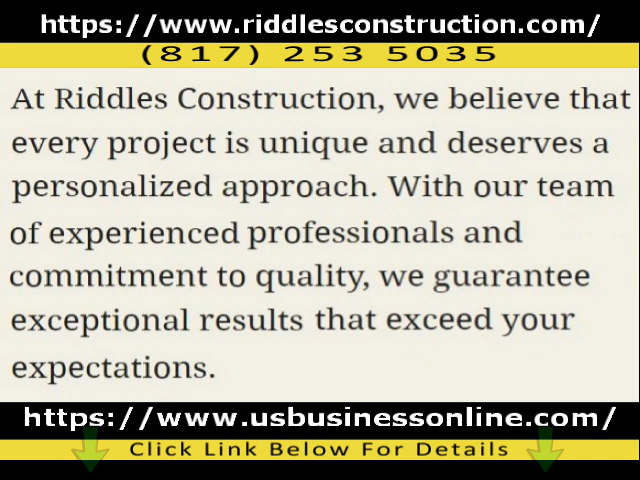 https://www.riddlesconstruction.com/
(817) 253 5035
At Riddles Construction, we believe that
every project is unique and deserves a
personalized approach. With our team
of experienced professionals and
commitment to quality, we guarantee
exceptional results that exceed your
expectations.
https://www.usbusinessonline.com/
Click Link Below For Details